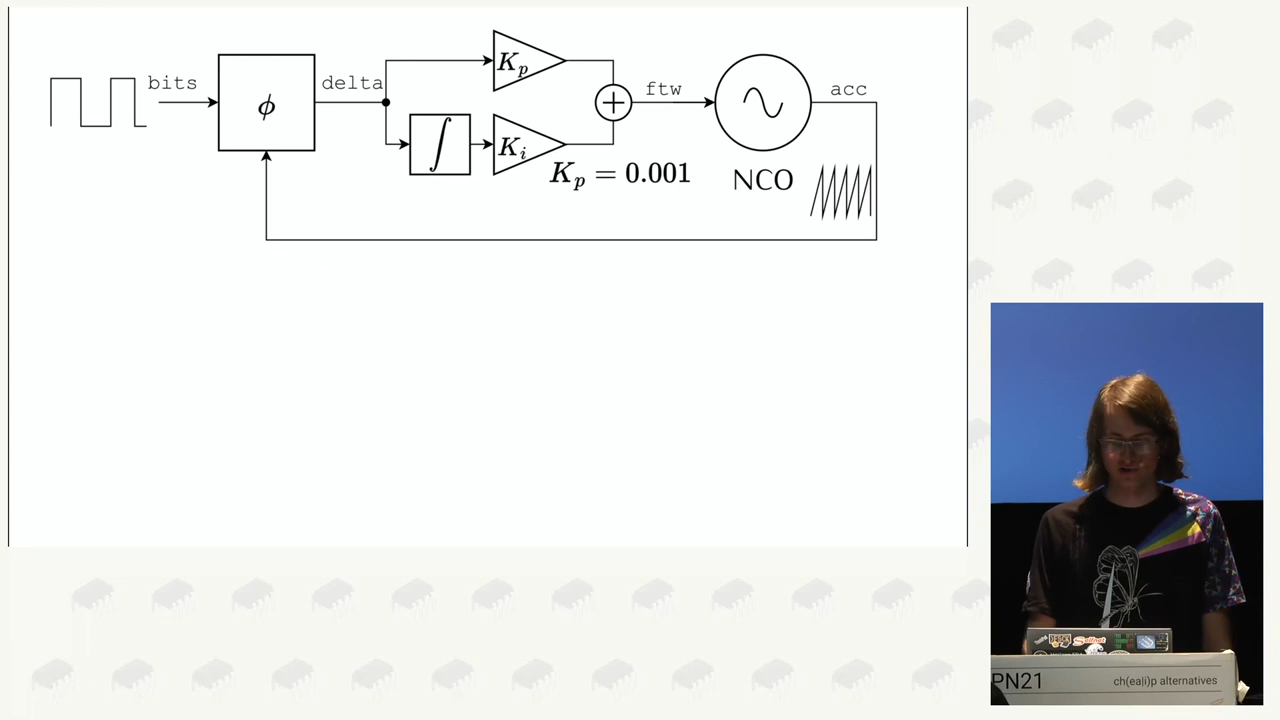 bits
ϕ
delta
K_p
∫
K_i
+
ftw
K_p = 0.001
NCO
acc
PN21
ch(ea|i)p alternatives